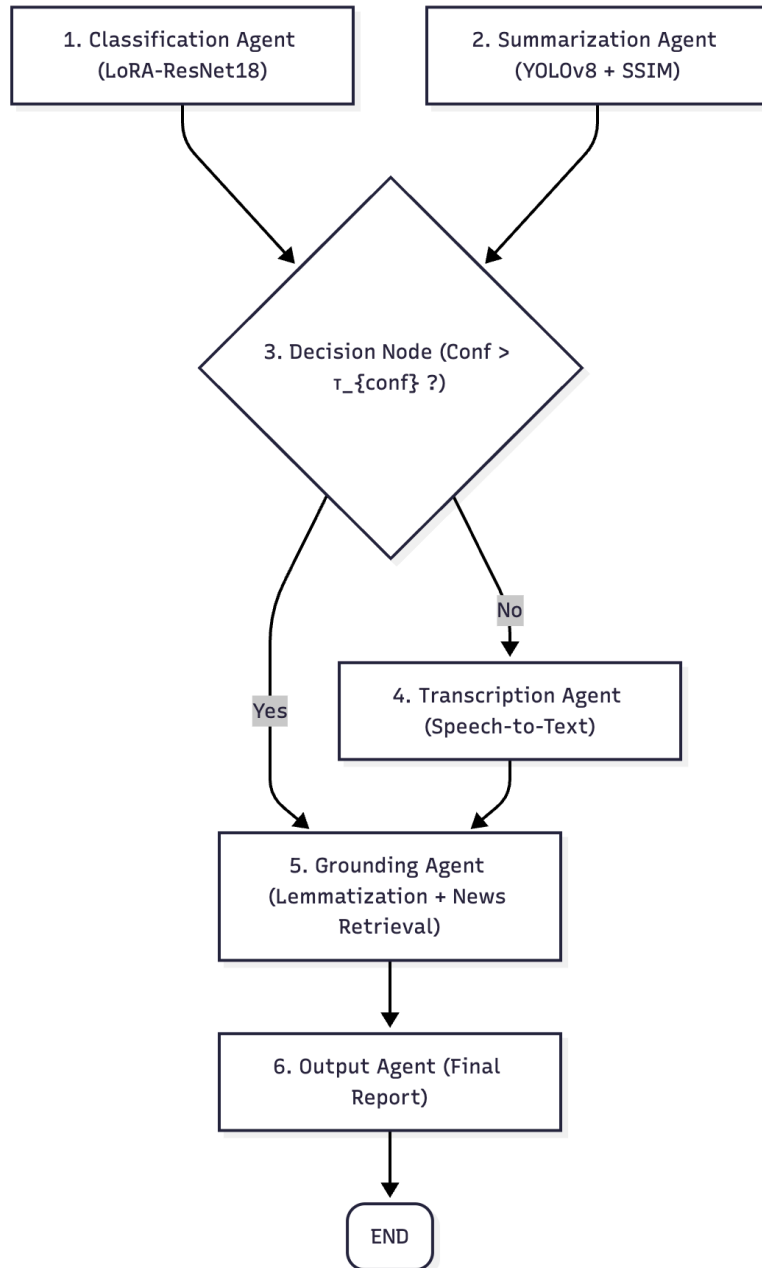 1. Classification Agent
(LoRA-ResNet18)
2. Summarization Agent
(YOLOv8 + SSIM)
3. Decision Node (Conf >
τ_{conf} ?)
No
4. Transcription Agent
(Speech-to-Text)
Yes
5. Grounding Agent
(Lemmatization + News
Retrieval)
6. Output Agent (Final
Report)
END